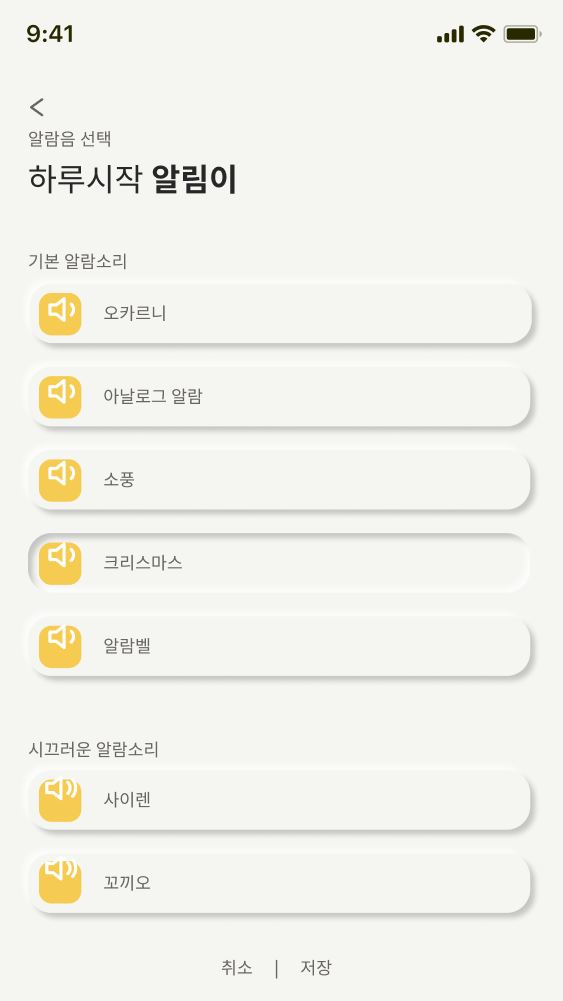 9:41
알람음 선택
하루시작 알림이
기본 알람소리
오카르니
아날로그 알람
소풍
크리스마스
알람벨
시끄러운 알람소리
사이렌
꼬끼오
취소 | 저장